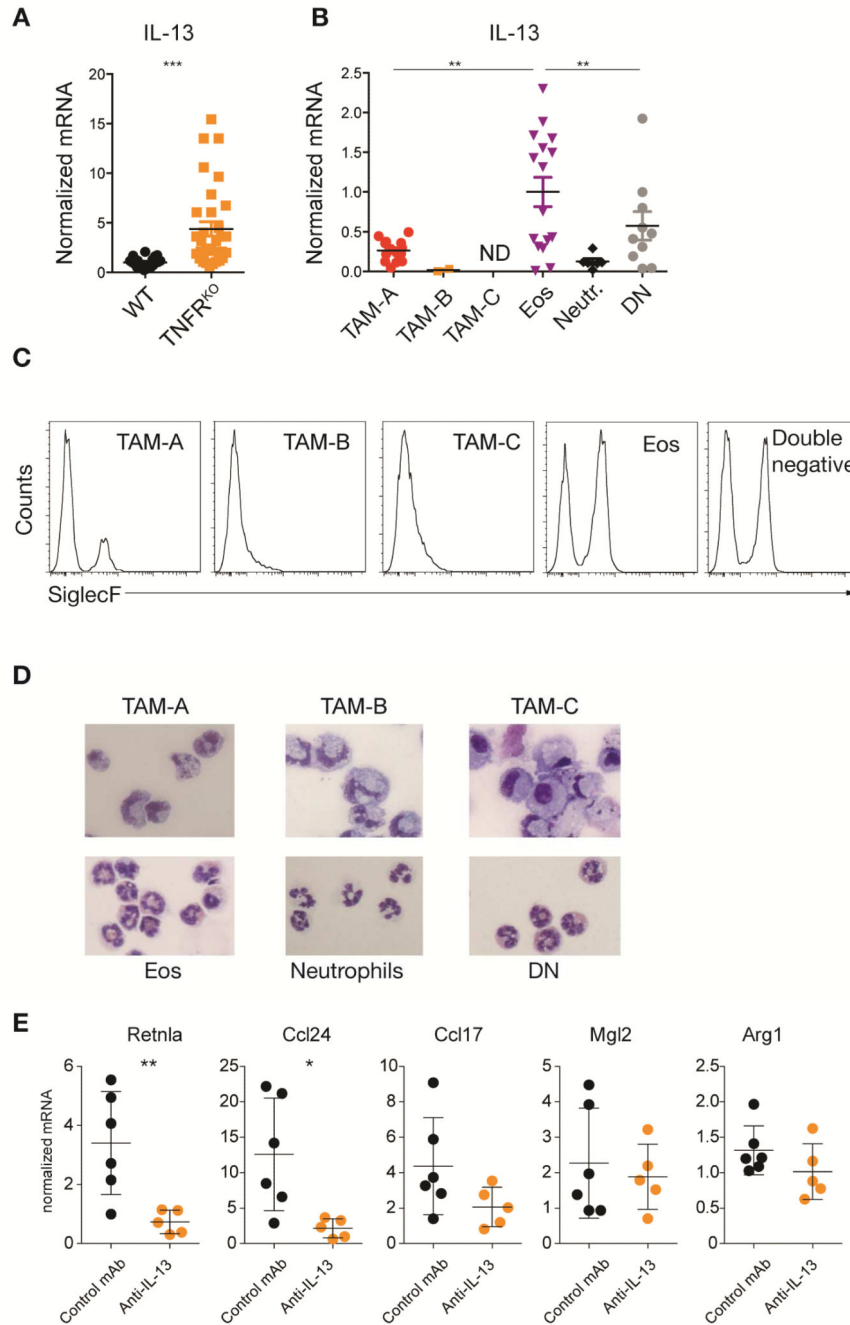 A
IL-13
***
Normalized mRNA
20
15
10
5
0
WT
TNFRᴷᴼ
B
IL-13
** **
Normalized mRNA
2.5
2.0
1.5
1.0
0.5
0.0
ND
TAM-A TAM-B TAM-C Eos Neutr. DN
C
Counts
TAM-A TAM-B TAM-C Eos Double
negative
SiglecF
D
TAM-A TAM-B TAM-C
Eos Neutrophils DN
E
Retnla
**
normalized mRNA
6
4
2
0
Control mAb
Anti-IL-13
Ccl24
*
25
20
15
10
5
0
Control mAb
Anti-IL-13
Ccl17
10
8
6
4
2
0
Control mAb
Anti-IL-13
Mgl2
5
4
3
2
1
0
Control mAb
Anti-IL-13
Arg1
2.5
2.0
1.5
1.0
0.5
0.0
Control mAb
Anti-IL-13